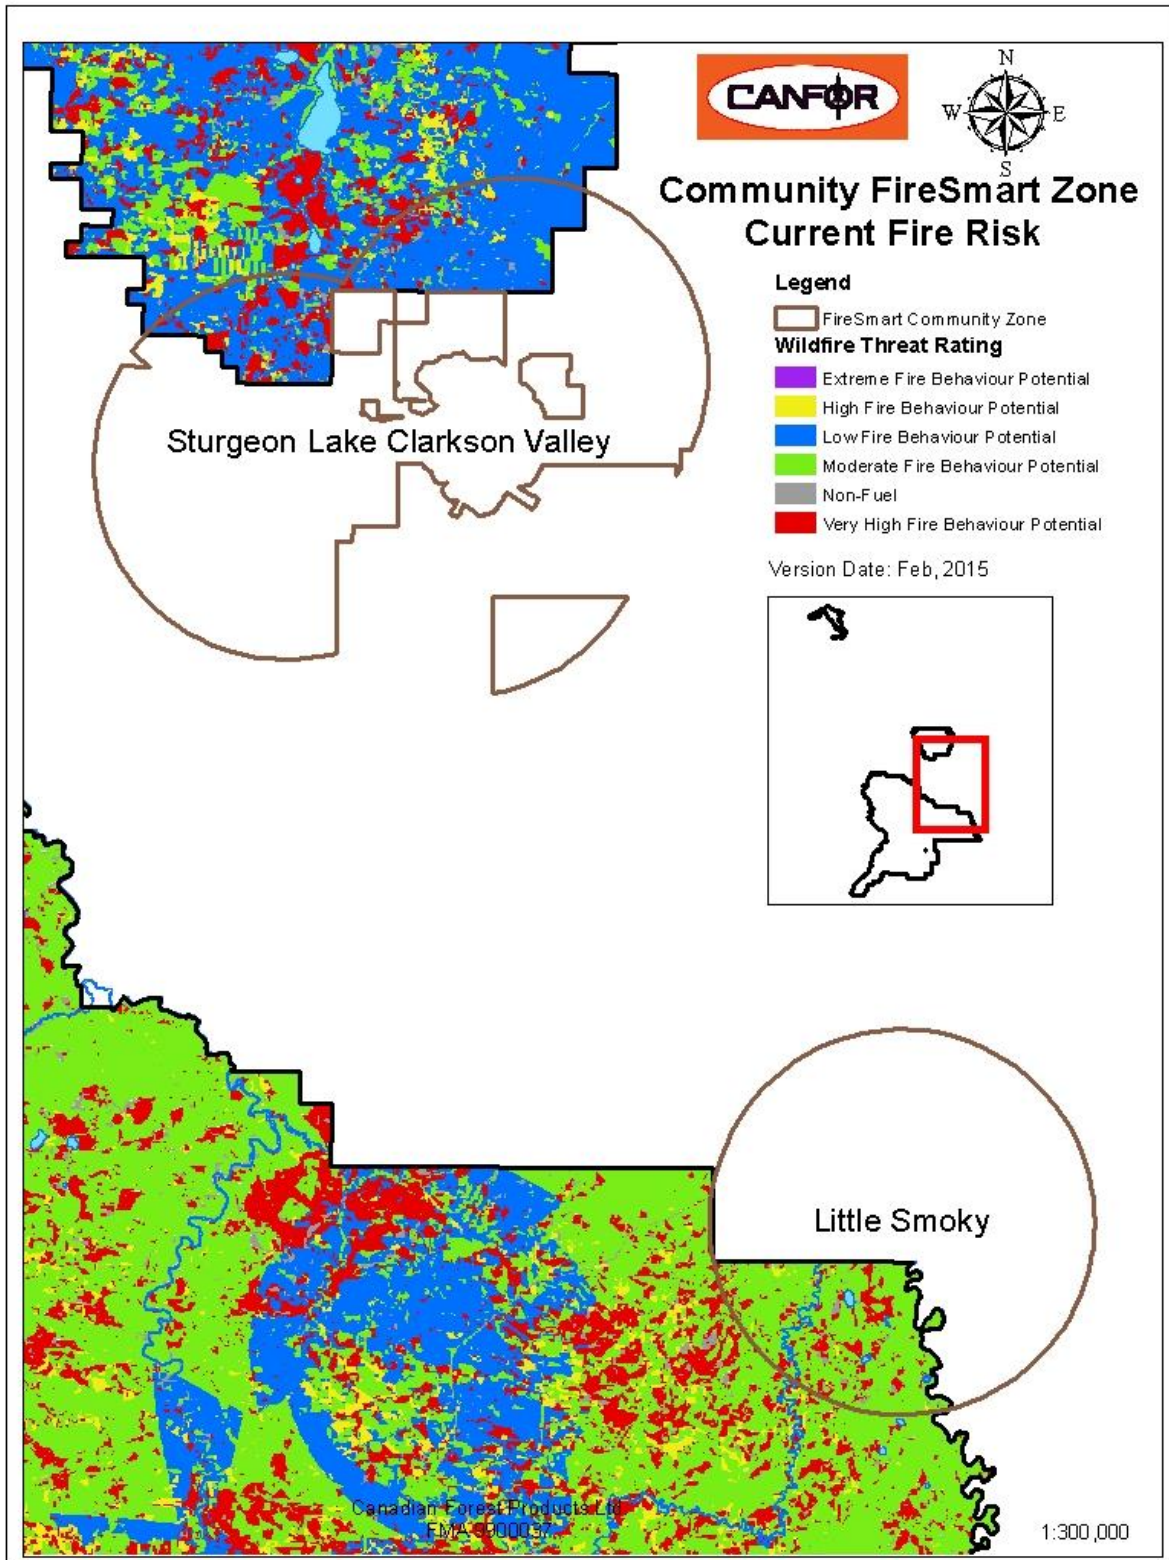 CANFOR
N
W E
S
Community FireSmart Zone
Current Fire Risk
Legend
FireSmart Community Zone
Wildfire Threat Rating
Extreme Fire Behaviour Potential
High Fire Behaviour Potential
Low Fire Behaviour Potential
Moderate Fire Behaviour Potential
Non-Fuel
Very High Fire Behaviour Potential
Version Date: Feb, 2015
Sturgeon Lake Clarkson Valley
Little Smoky
Canadian Forest Products Ltd
FMA 9900037
1:300,000